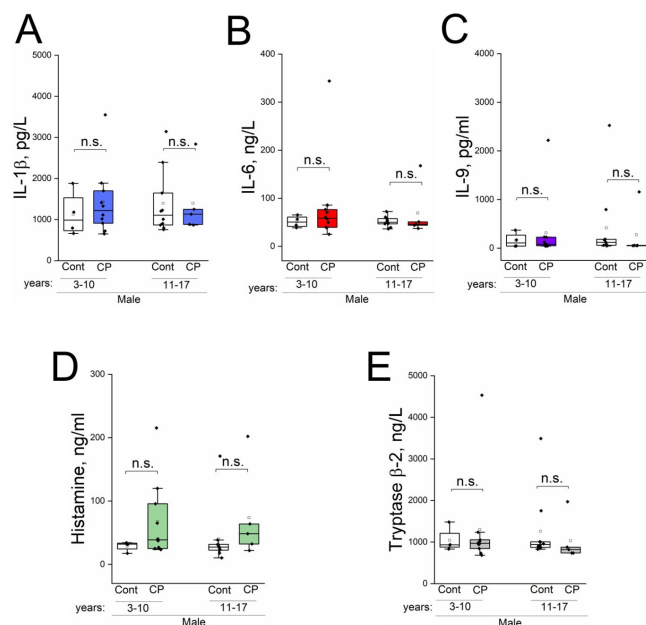 A
IL-1β, pg/ml
5000
4000
3000
2000
1000
0
n.s.
n.s.
Cont CP Cont CP
years: 3-10 11-17
Male
B
IL-6, ng/L
400
200
100
0
n.s.
n.s.
Cont CP Cont CP
years: 3-10 11-17
Male
C
IL-9, pg/ml
4000
2000
0
n.s.
n.s.
Cont CP Cont CP
years: 3-10 11-17
Male
D
Histamine, ng/ml
300
200
100
0
n.s.
n.s.
Cont CP Cont CP
years: 3-10 11-17
Male
E
Tryptase β-2, ng/L
5000
4000
2000
1000
0
n.s.
n.s.
Cont CP Cont CP
years: 3-10 11-17
Male